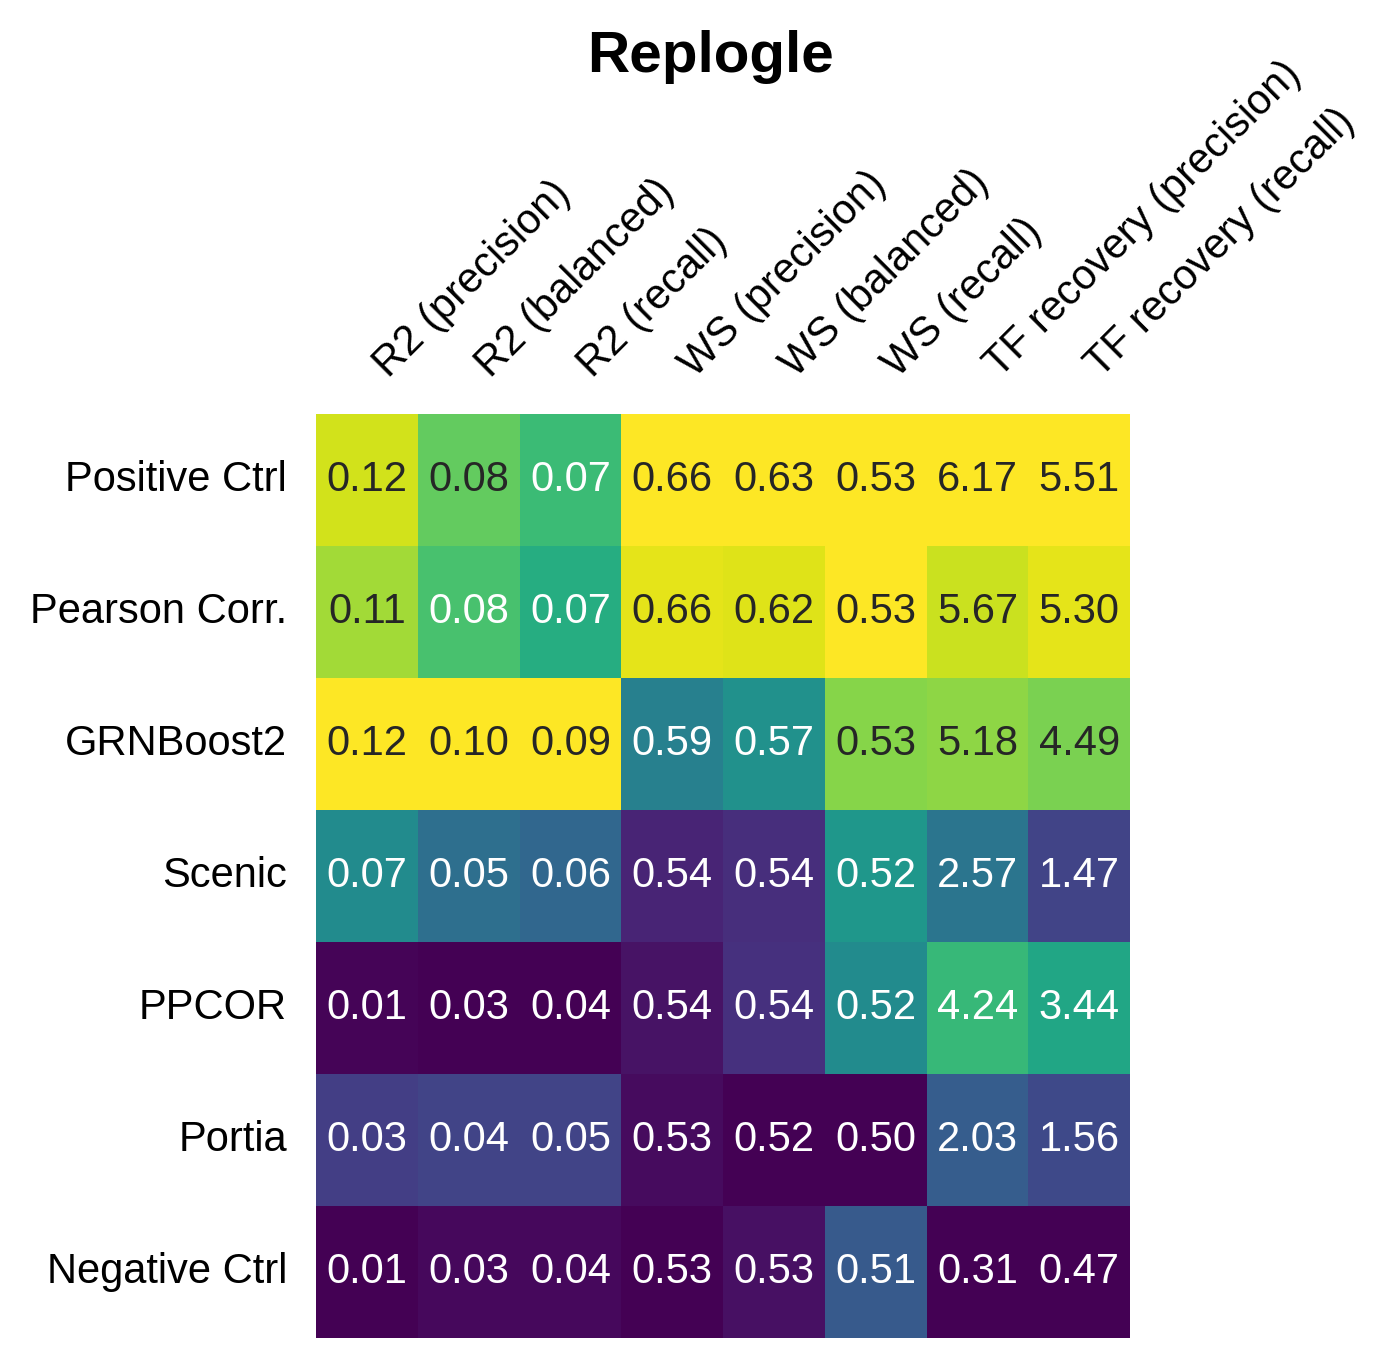 Replogle
R2 (precision)
R2 (balanced)
R2 (recall)
WS (precision)
WS (balanced)
WS (recall)
TF recovery (precision)
TF recovery (recall)
Positive Ctrl 0.12 0.08 0.07 0.66 0.63 0.53 6.17 5.51
Pearson Corr. 0.11 0.08 0.07 0.66 0.62 0.53 5.67 5.30
GRNBoost2 0.12 0.10 0.09 0.59 0.57 0.53 5.18 4.49
Scenic 0.07 0.05 0.06 0.54 0.54 0.52 2.57 1.47
PPCOR 0.01 0.03 0.04 0.54 0.54 0.52 4.24 3.44
Portia 0.03 0.04 0.05 0.53 0.52 0.50 2.03 1.56
Negative Ctrl 0.01 0.03 0.04 0.53 0.53 0.51 0.31 0.47